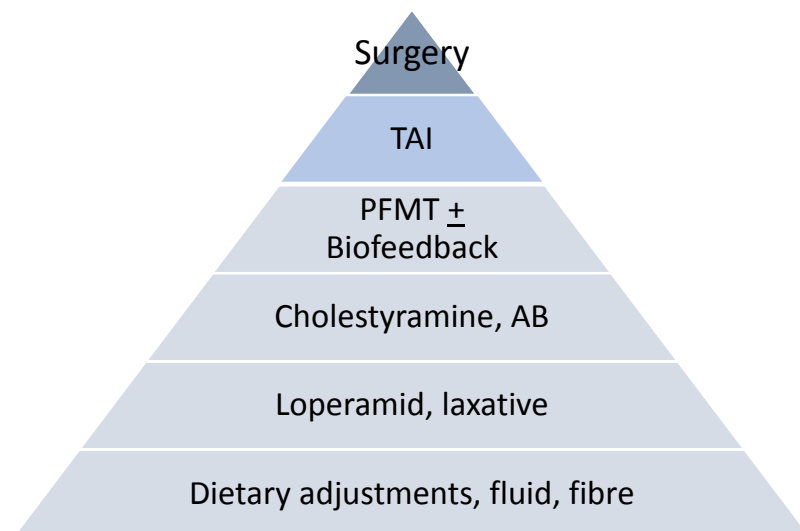 Surgery
TAI
PFMT ±
Biofeedback
Cholestyramine, AB
Loperamid, laxative
Dietary adjustments, fluid, fibre